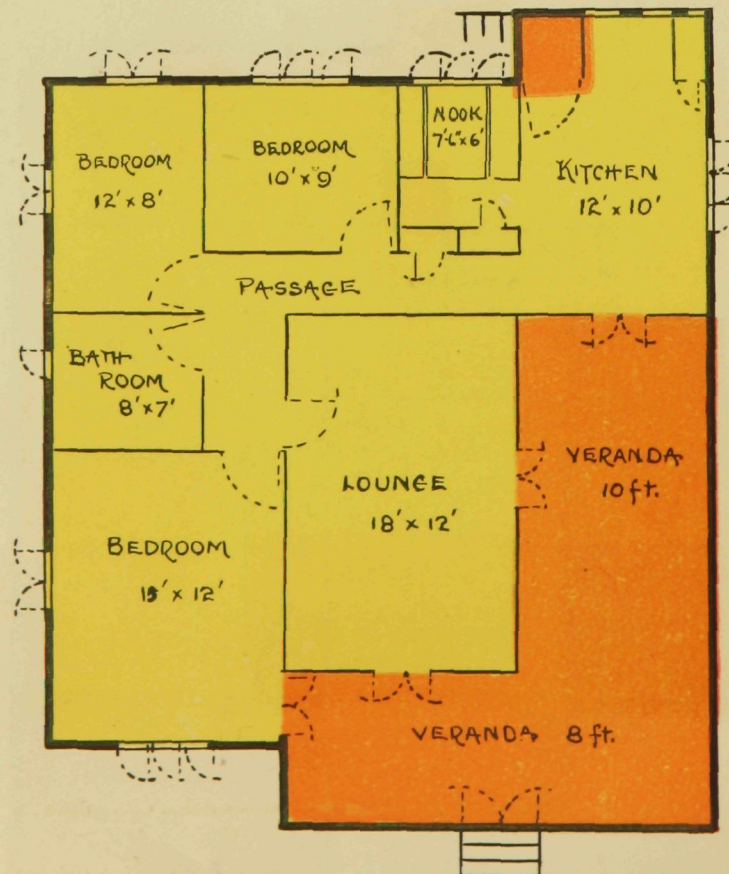 BEDROOM
12' x 8'
BEDROOM
10' x 9'
NOOK
7'-6" x 6'
KITCHEN
12' x 10'
PASSAGE
BATH
ROOM
8' x 7'
LOUNGE
18' x 12'
VERANDA
10 ft.
BEDROOM
15' x 12'
VERANDA 8 ft.